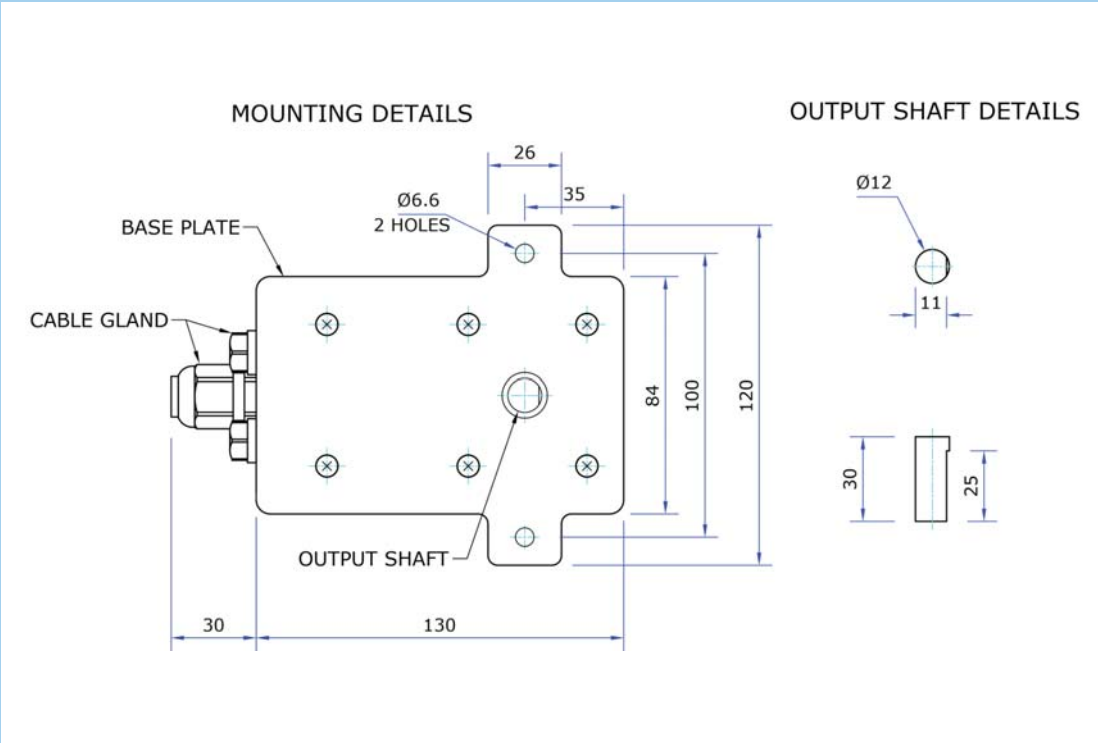 MOUNTING DETAILS
OUTPUT SHAFT DETAILS
26
35
Ø6.6
2 HOLES
Ø12
BASE PLATE
11
CABLE GLAND
84
100
120
30
25
OUTPUT SHAFT
30
130